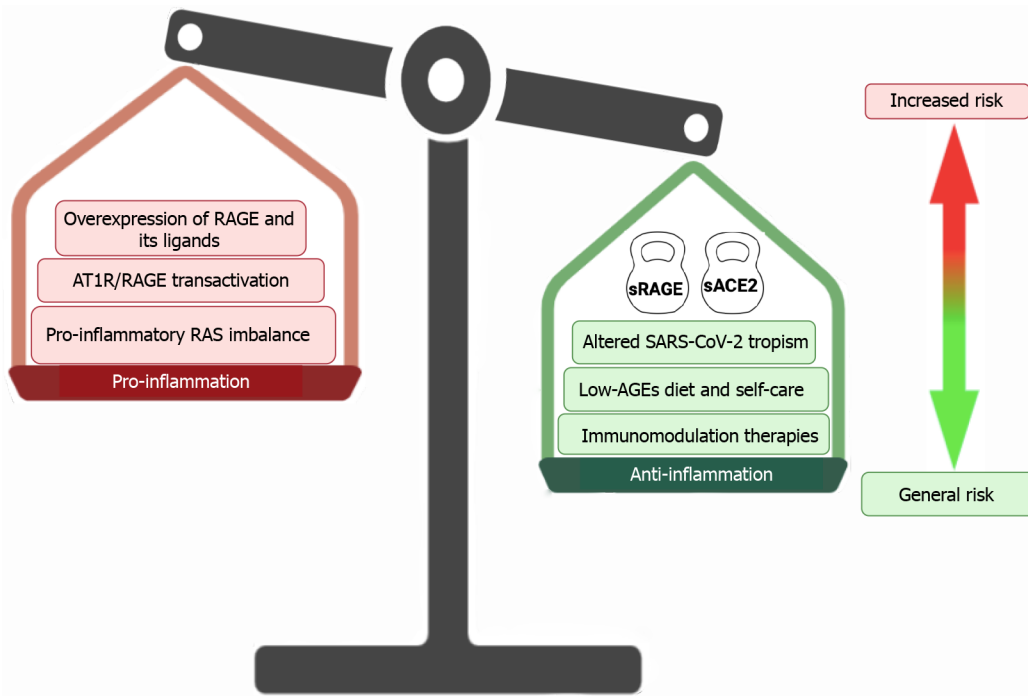 Overexpression of RAGE and
its ligands
AT1R/RAGE transactivation
Pro-inflammatory RAS imbalance
Pro-inflammation
sRAGE
sACE2
Altered SARS-CoV-2 tropism
Low-AGEs diet and self-care
Immunomodulation therapies
Anti-inflammation
Increased risk
General risk